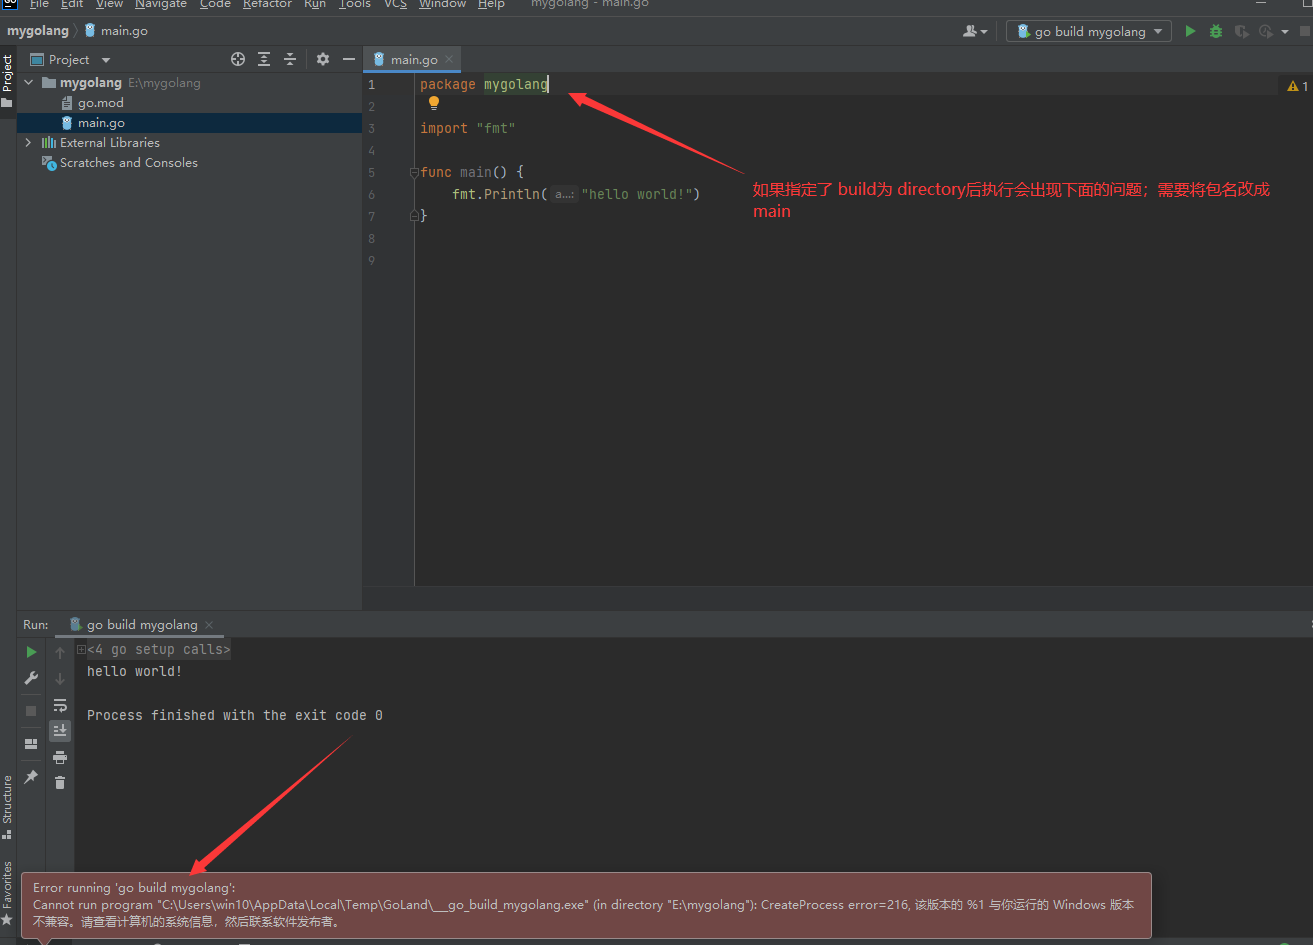 File Edit View Navigate Code Refactor Run Tools VCS Window Help mygolang - main.go
mygolang main.go
go build mygolang
Project
Project
main.go
mygolang E:\mygolang
go.mod
main.go
External Libraries
Scratches and Consoles
1 package mygolang
1
2
3 import "fmt"
4
5 func main() {
6 fmt.Println( a…: "hello world!")
7 }
8
9
如果指定了 build为 directory后执行会出现下面的问题；需要将包名改成
main
Run: go build mygolang
<4 go setup calls>
hello world!
Process finished with the exit code 0
Structure
Favorites
Error running 'go build mygolang':
Cannot run program "C:\Users\win10\AppData\Local\Temp\GoLand\___go_build_mygolang.exe" (in directory "E:\mygolang"): CreateProcess error=216, 该版本的 %1 与你运行的 Windows 版本
不兼容。请查看计算机的系统信息，然后联系软件发布者。